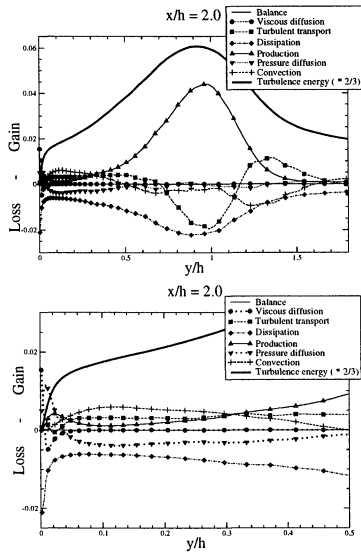 x/h = 2.0
Balance
Viscous diffusion
Turbulent transport
Dissipation
Production
Pressure diffusion
Convection
Turbulence energy ( * 2/3)
0.06
0.04
0.02
0
-0.02
Loss - Gain
0 0.5 1 1.5
y/h
x/h = 2.0
Balance
Viscous diffusion
Turbulent transport
Dissipation
Production
Pressure diffusion
Convection
Turbulence energy ( * 2/3)
0.02
0
-0.02
Loss - Gain
0 0.1 0.2 0.3 0.4 0.5
y/h